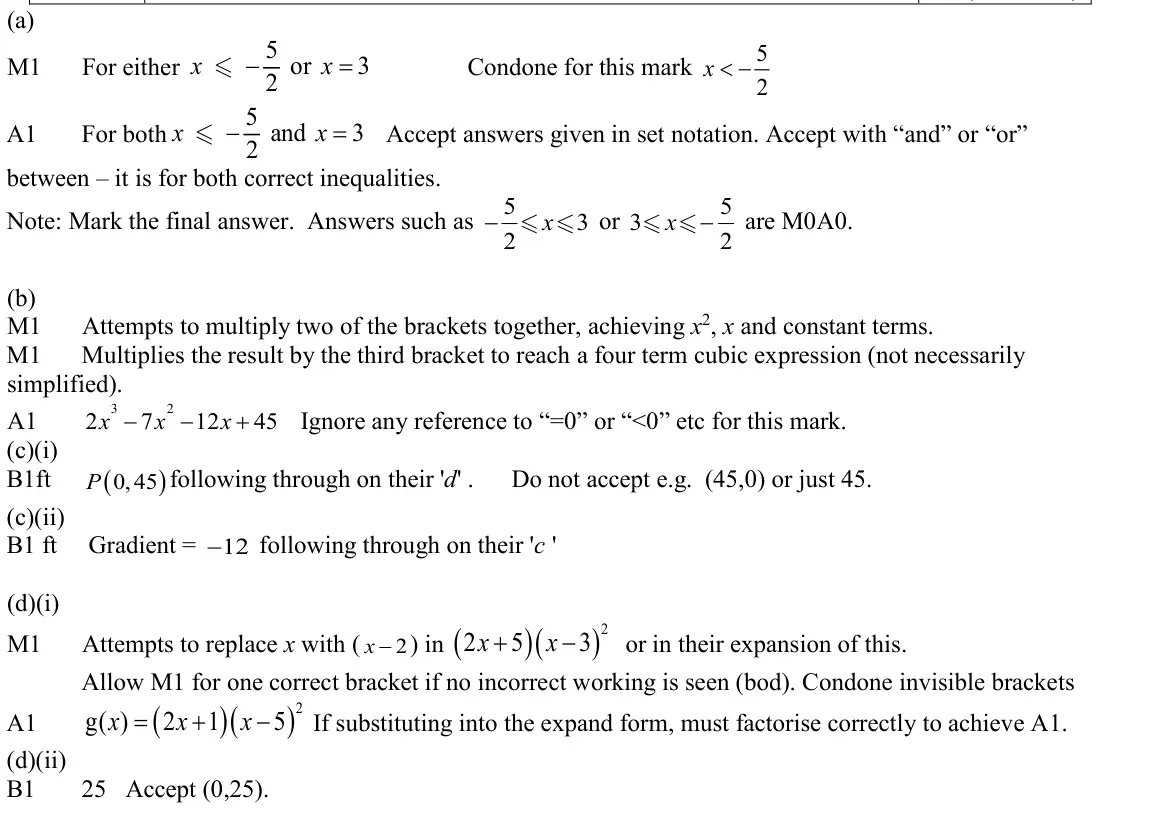 (a)
M1 For either x ⩽ −5/2 or x = 3 Condone for this mark x < −5/2
A1 For both x ⩽ −5/2 and x = 3 Accept answers given in set notation. Accept with “and” or “or”
between – it is for both correct inequalities.
Note: Mark the final answer. Answers such as −5/2 ⩽ x ⩽ 3 or 3 ⩽ x ⩽ −5/2 are M0A0.
(b)
M1 Attempts to multiply two of the brackets together, achieving x², x and constant terms.
M1 Multiplies the result by the third bracket to reach a four term cubic expression (not necessarily
simplified).
A1 2x³ − 7x² − 12x + 45 Ignore any reference to “=0” or “<0” etc for this mark.
(c)(i)
B1ft P(0,45) following through on their 'd' . Do not accept e.g. (45,0) or just 45.
(c)(ii)
B1 ft Gradient = −12 following through on their 'c '
(d)(i)
M1 Attempts to replace x with (x − 2) in (2x + 5)(x − 3)² or in their expansion of this.
Allow M1 for one correct bracket if no incorrect working is seen (bod). Condone invisible brackets
A1 g(x) = (2x + 1)(x − 5)² If substituting into the expand form, must factorise correctly to achieve A1.
(d)(ii)
B1 25 Accept (0,25).